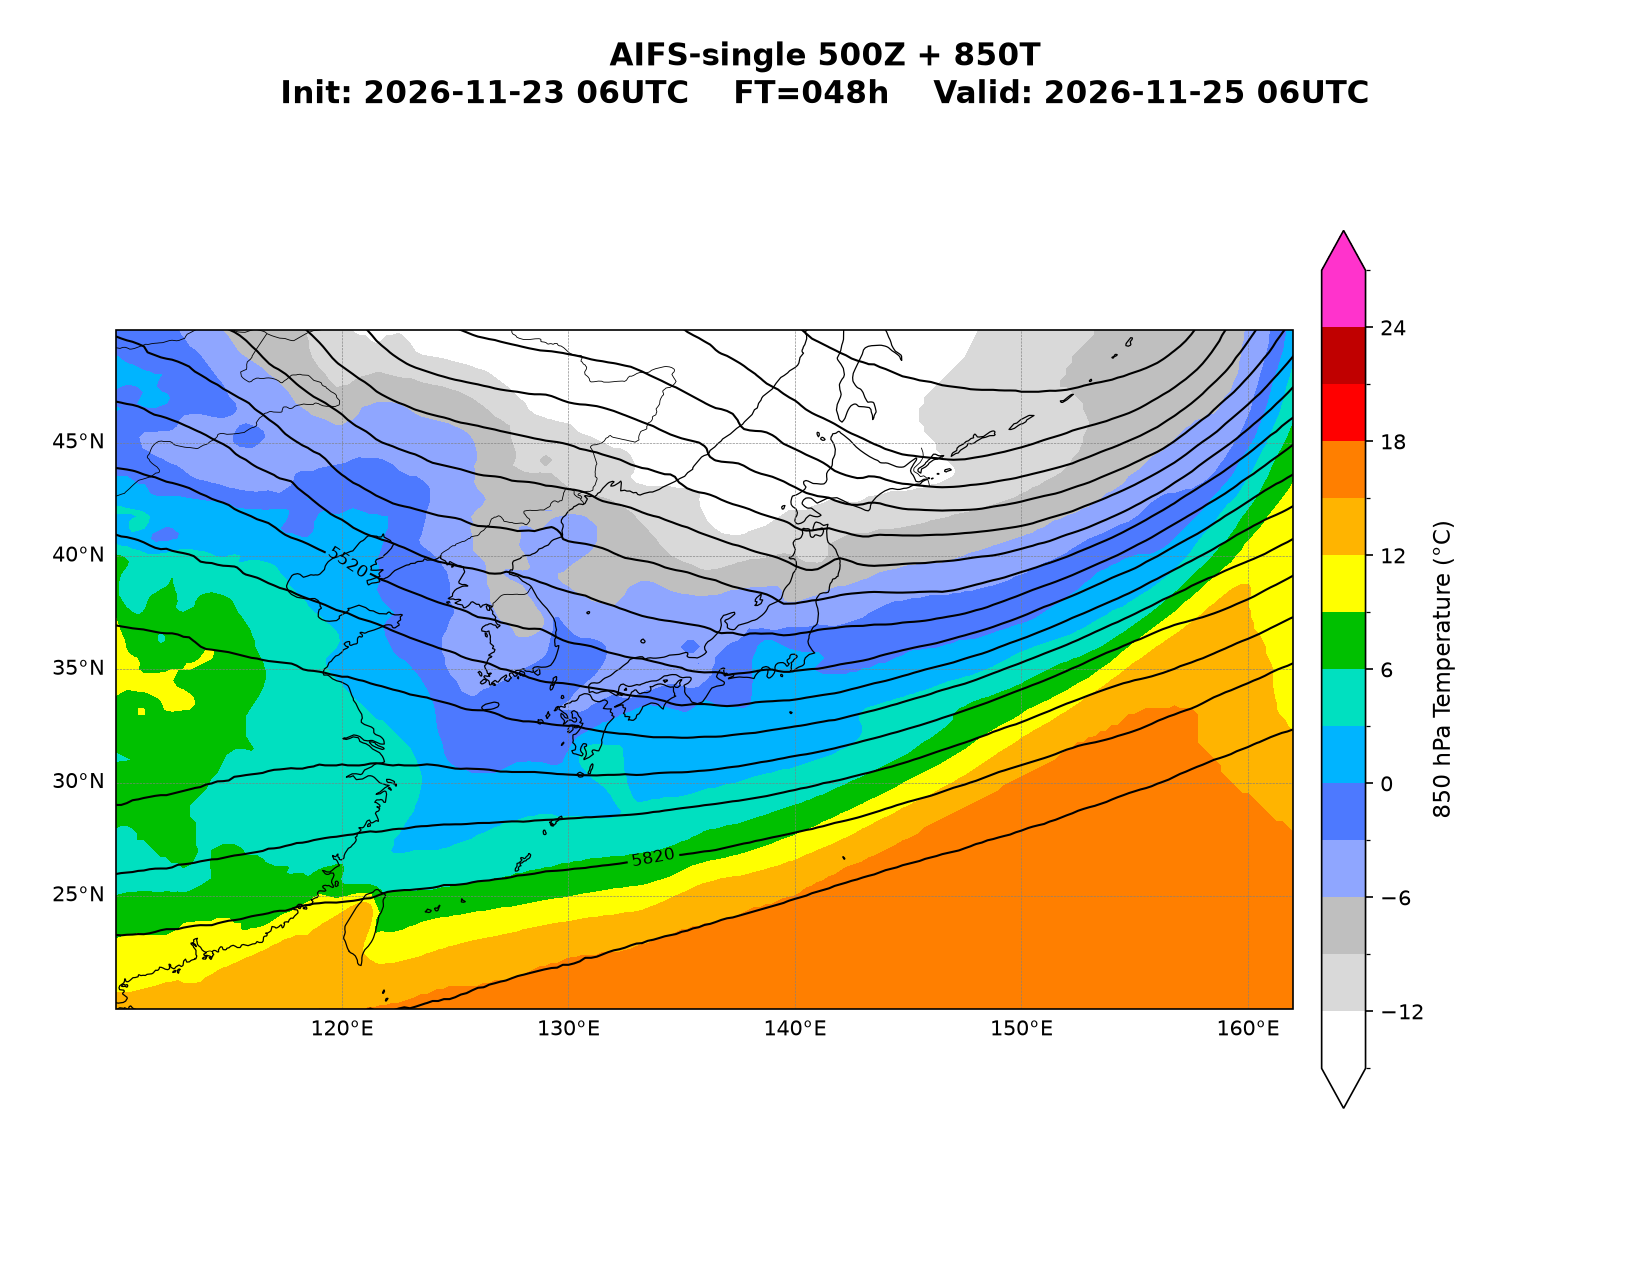 AIFS-single 500Z + 850T
Init: 2026-11-23 06UTC    FT=048h    Valid: 2026-11-25 06UTC
24
18
12
6
0
−6
−12
850 hPa Temperature (°C)
45°N
40°N
35°N
30°N
25°N
5520
5820
120°E
130°E
140°E
150°E
160°E